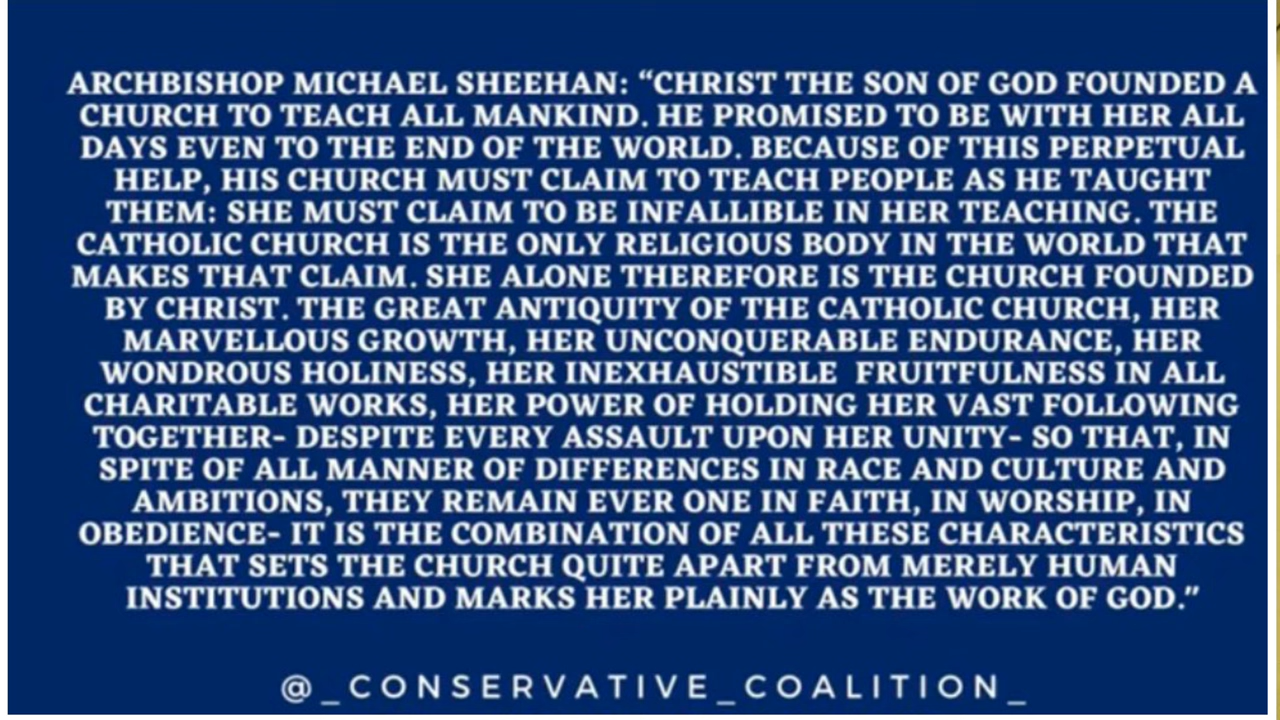 ARCHBISHOP MICHAEL SHEEHAN: “CHRIST THE SON OF GOD FOUNDED A
CHURCH TO TEACH ALL MANKIND. HE PROMISED TO BE WITH HER ALL
DAYS EVEN TO THE END OF THE WORLD. BECAUSE OF THIS PERPETUAL
HELP, HIS CHURCH MUST CLAIM TO TEACH PEOPLE AS HE TAUGHT
THEM: SHE MUST CLAIM TO BE INFALLIBLE IN HER TEACHING. THE
CATHOLIC CHURCH IS THE ONLY RELIGIOUS BODY IN THE WORLD THAT
MAKES THAT CLAIM. SHE ALONE THEREFORE IS THE CHURCH FOUNDED
BY CHRIST. THE GREAT ANTIQUITY OF THE CATHOLIC CHURCH, HER
MARVELLOUS GROWTH, HER UNCONQUERABLE ENDURANCE, HER
WONDROUS HOLINESS, HER INEXHAUSTIBLE FRUITFULNESS IN ALL
CHARITABLE WORKS, HER POWER OF HOLDING HER VAST FOLLOWING
TOGETHER- DESPITE EVERY ASSAULT UPON HER UNITY- SO THAT, IN
SPITE OF ALL MANNER OF DIFFERENCES IN RACE AND CULTURE AND
AMBITIONS, THEY REMAIN EVER ONE IN FAITH, IN WORSHIP, IN
OBEDIENCE- IT IS THE COMBINATION OF ALL THESE CHARACTERISTICS
THAT SETS THE CHURCH QUITE APART FROM MERELY HUMAN
INSTITUTIONS AND MARKS HER PLAINLY AS THE WORK OF GOD.”
@_CONSERVATIVE_COALITION_